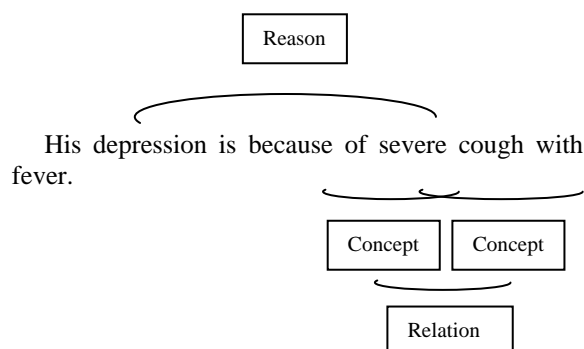 Reason
His depression is because of severe cough with
fever.
Concept Concept
Relation